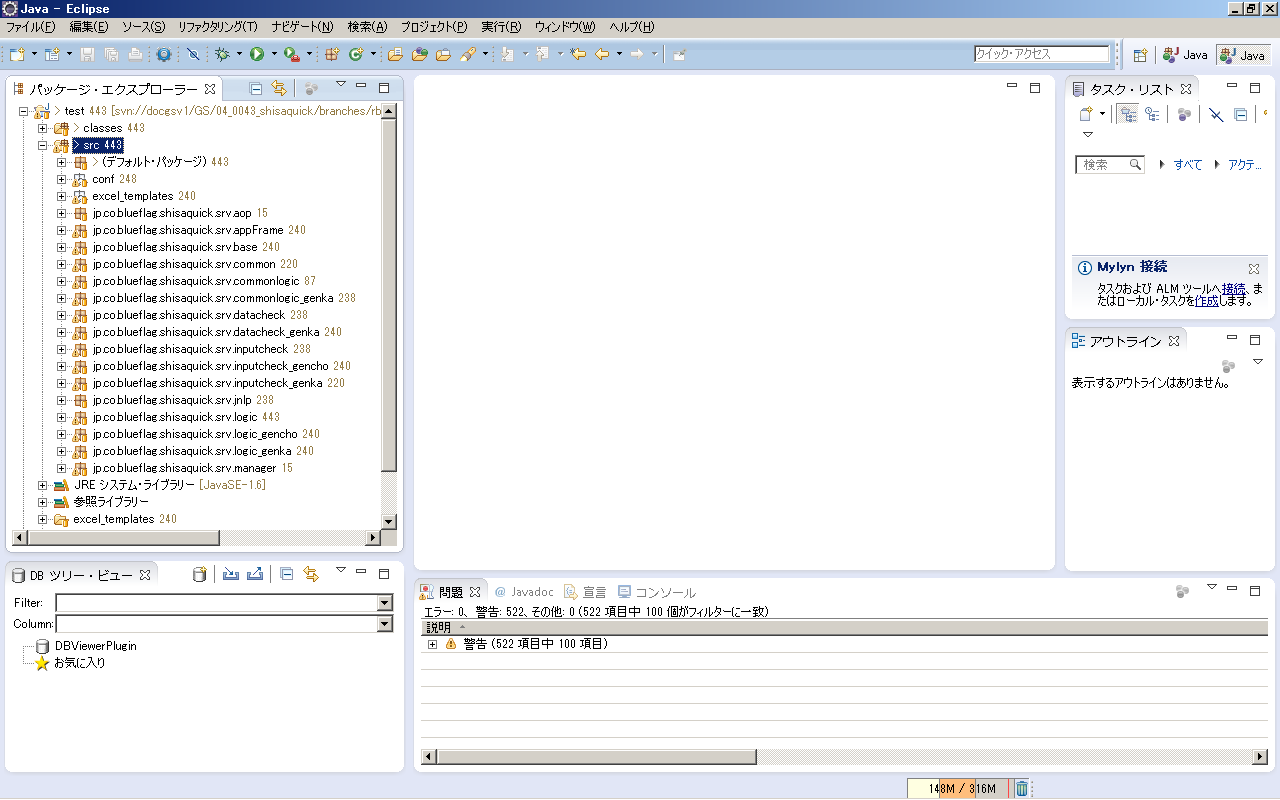 Java - Eclipse
ファイル(F) 編集(E) ソース(S) リファクタリング(T) ナビゲート(N) 検索(A) プロジェクト(P) 実行(R) ウィンドウ(W) ヘルプ(H)
クイック・アクセス
Java
Java
パッケージ・エクスプローラー
> test 443 [svn://docgsv1/GS/04_0043_shisaquick/branches/rb
> classes 443
> src 443
> (デフォルト・パッケージ) 443
conf 248
excel_templates 240
jp.co.blueflag.shisaquick.srv.aop 15
jp.co.blueflag.shisaquick.srv.appFrame 240
jp.co.blueflag.shisaquick.srv.base 240
jp.co.blueflag.shisaquick.srv.common 220
jp.co.blueflag.shisaquick.srv.commonlogic 87
jp.co.blueflag.shisaquick.srv.commonlogic_genka 238
jp.co.blueflag.shisaquick.srv.datacheck 238
jp.co.blueflag.shisaquick.srv.datacheck_genka 240
jp.co.blueflag.shisaquick.srv.inputcheck 238
jp.co.blueflag.shisaquick.srv.inputcheck_gencho 240
jp.co.blueflag.shisaquick.srv.inputcheck_genka 220
jp.co.blueflag.shisaquick.srv.jnlp 238
jp.co.blueflag.shisaquick.srv.logic 443
jp.co.blueflag.shisaquick.srv.logic_gencho 240
jp.co.blueflag.shisaquick.srv.logic_genka 240
jp.co.blueflag.shisaquick.srv.manager 15
JRE システム・ライブラリー [JavaSE-1.6]
参照ライブラリー
excel_templates 240
タスク・リスト
検索 すべて アクテ...
Mylyn 接続
タスクおよび ALM ツールへ接続、ま
たはローカル・タスクを作成します。
アウトライン
表示するアウトラインはありません。
DB ツリー・ビュー
Filter:
Column:
DBViewerPlugin
お気に入り
問題 @ Javadoc 宣言 コンソール
エラー: 0、警告: 522、その他: 0 (522 項目中 100 個がフィルターに一致)
説明
警告 (522 項目中 100 項目)
148M / 316M